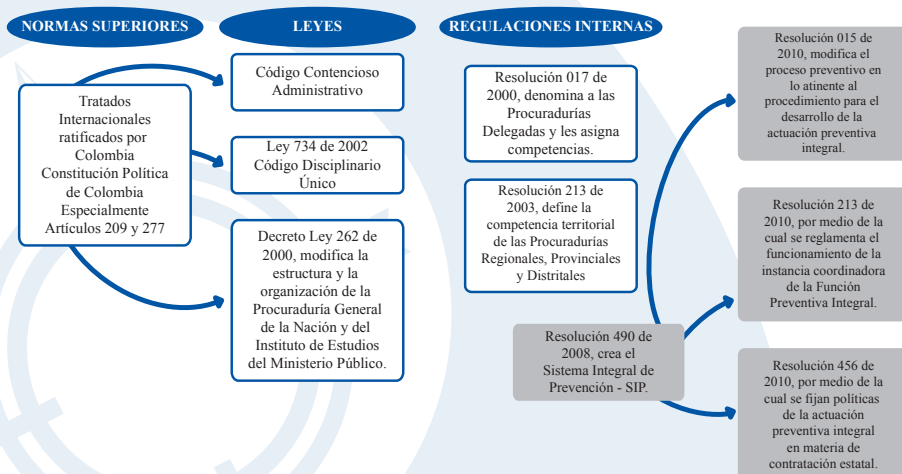 NORMAS SUPERIORES
Tratados
Internacionales
ratificados por
Colombia
Constitución Política
de Colombia
Especialmente
Artículos 209 y 277
LEYES
Código Contencioso
Administrativo
Ley 734 de 2002
Código Disciplinario
Único
Decreto Ley 262 de
2000, modifica la
estructura y la
organización de la
Procuraduría General
de la Nación y del
Instituto de Estudios
del Ministerio Público.
REGULACIONES INTERNAS
Resolución 017 de
2000, denomina a las
Procuradurías
Delegadas y les asigna
competencias.
Resolución 213 de
2003, define la
competencia territorial
de las Procuradurías
Regionales, Provinciales
y Distritales
Resolución 490 de
2008, crea el
Sistema Integral de
Prevención - SIP.
Resolución 015 de
2010, modifica el
proceso preventivo en
lo atinente al
procedimiento para el
desarrollo de la
actuación preventiva
integral.
Resolución 213 de
2010, por medio de la
cual se reglamenta el
funcionamiento de la
instancia coordinadora
de la Función
Preventiva Integral.
Resolución 456 de
2010, por medio de la
cual se fijan políticas
de la actuación
preventiva integral
en materia de
contratación estatal.